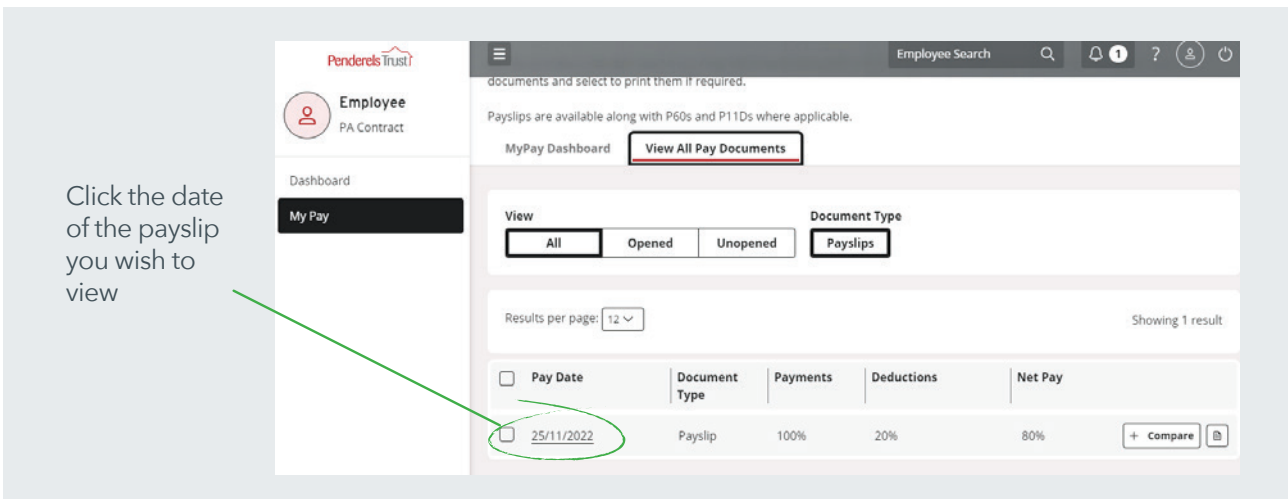 Click the date
of the payslip
you wish to
view
Penderels Trust
Employee
PA Contract
Dashboard
My Pay
Employee Search
1
?
documents and select to print them if required.
Payslips are available along with P60s and P11Ds where applicable.
MyPay Dashboard View All Pay Documents
View Document Type
All Opened Unopened Payslips
Results per page: 12 Showing 1 result
Pay Date Document Type Payments Deductions Net Pay
25/11/2022 Payslip 100% 20% 80% + Compare